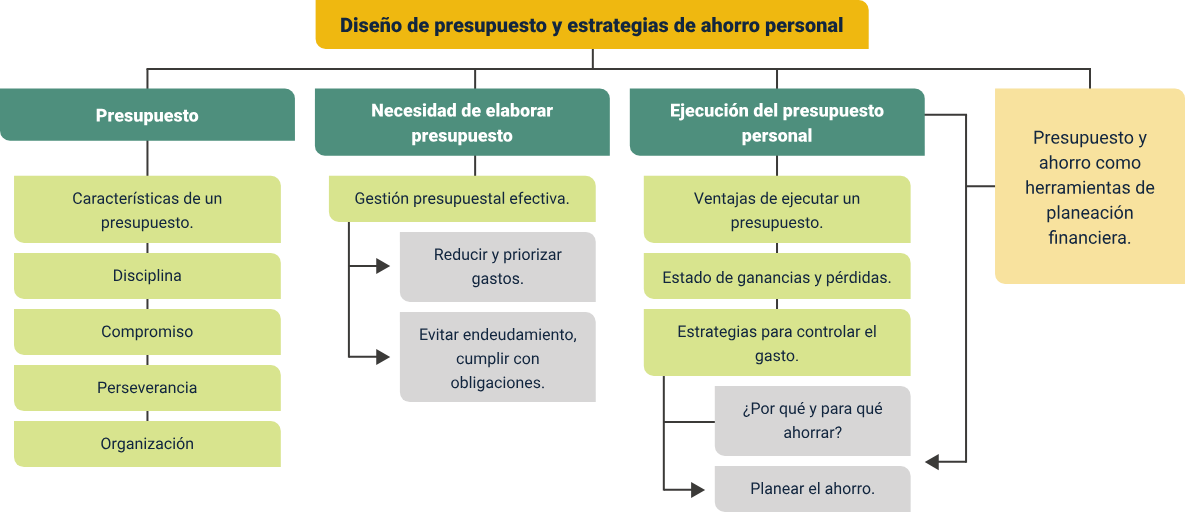 Diseño de presupuesto y estrategias de ahorro personal
Presupuesto
Características de un
presupuesto.
Disciplina
Compromiso
Perseverancia
Organización
Necesidad de elaborar
presupuesto
Gestión presupuestal efectiva.
Reducir y priorizar
gastos.
Evitar endeudamiento,
cumplir con
obligaciones.
Ejecución del presupuesto
personal
Ventajas de ejecutar un
presupuesto.
Estado de ganancias y pérdidas.
Estrategias para controlar el
gasto.
¿Por qué y para qué
ahorrar?
Planear el ahorro.
Presupuesto y
ahorro como
herramientas de
planeación
financiera.